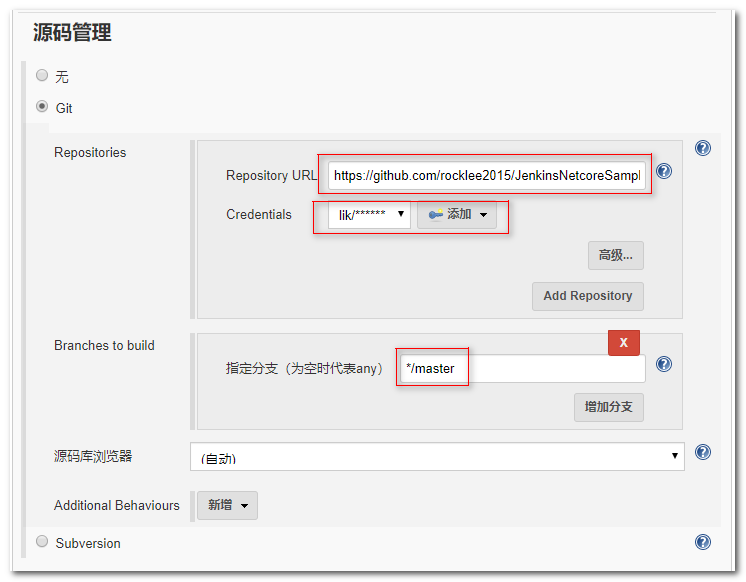 源码管理
无
Git
Repositories
Repository URL https://github.com/rocklee2015/JenkinsNetcoreSampl
Credentials lik/****** 添加
高级...
Add Repository
Branches to build
X
指定分支（为空时代表any） */master
增加分支
源码库浏览器 (自动)
Additional Behaviours 新增
Subversion